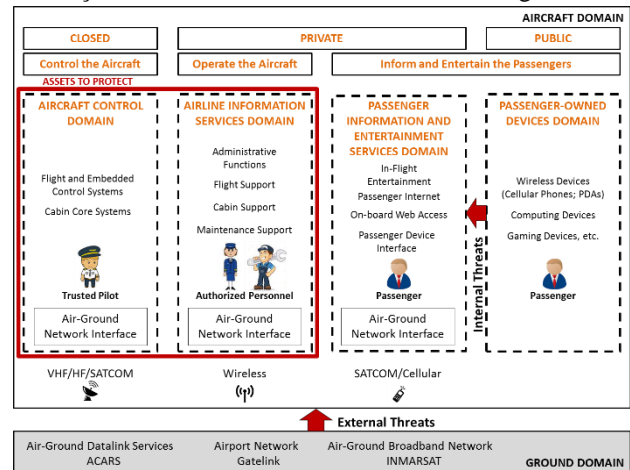 AIRCRAFT DOMAIN
CLOSED
PRIVATE
PUBLIC
Control the Aircraft
Operate the Aircraft
Inform and Entertain the Passengers
ASSETS TO PROTECT
AIRCRAFT CONTROL
DOMAIN
Flight and Embedded
Control Systems
Cabin Core Systems
Trusted Pilot
Air-Ground
Network Interface
AIRLINE INFORMATION
SERVICES DOMAIN
Administrative
Functions
Flight Support
Cabin Support
Maintenance Support
Authorized Personnel
Air-Ground
Network Interface
PASSENGER
INFORMATION AND
ENTERTAINMENT
SERVICES DOMAIN
In-Flight
Entertainment
Passenger Internet
On-board Web Access
Passenger Device
Interface
Passenger
Air-Ground
Network Interface
Internal Threats
PASSENGER-OWNED
DEVICES DOMAIN
Wireless Devices
(Cellular Phones; PDAs)
Computing Devices
Gaming Devices, etc.
Passenger
VHF/HF/SATCOM
Wireless
SATCOM/Cellular
External Threats
Air-Ground Datalink Services
ACARS
Airport Network
Gatelink
Air-Ground Broadband Network
INMARSAT
GROUND DOMAIN